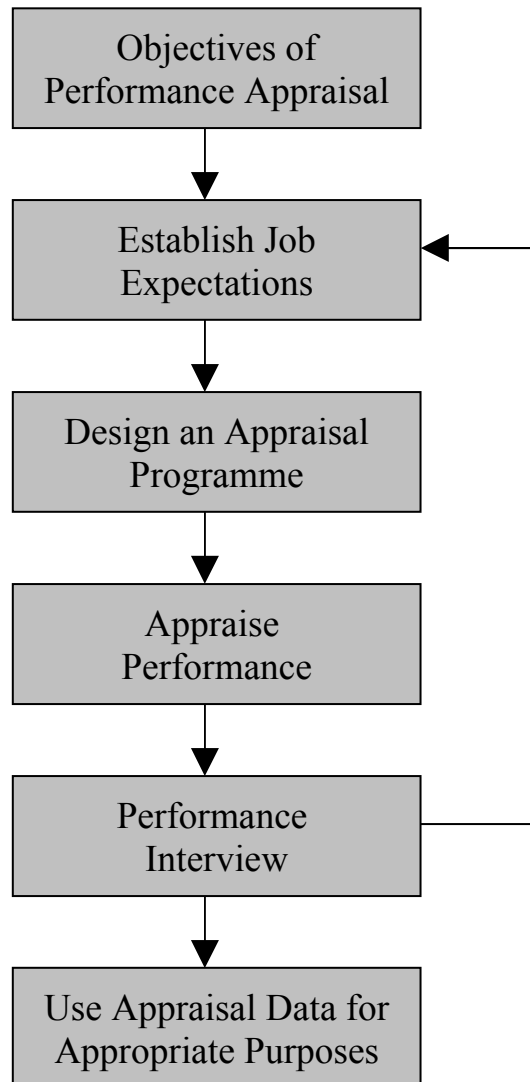 Objectives of
Performance Appraisal
Establish Job
Expectations
Design an Appraisal
Programme
Appraise
Performance
Performance
Interview
Use Appraisal Data for
Appropriate Purposes